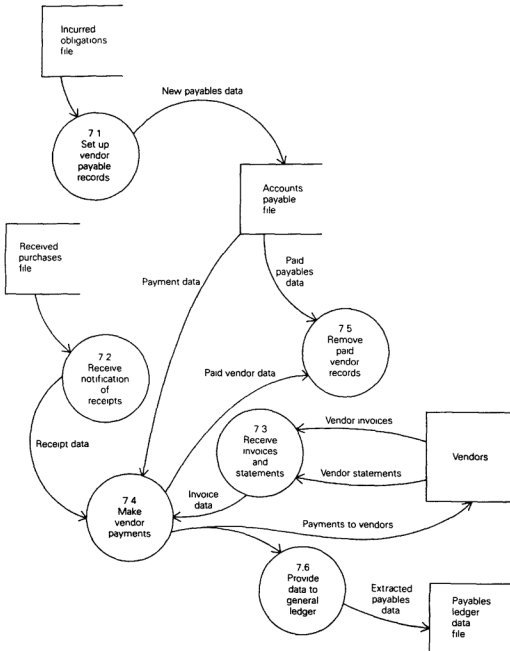 Incurred
obligations
file
New payables data
7 1
Set up
vendor
payable
records
Accounts
payable
file
Received
purchases
file
Payment data
Paid
payables
data
7 5
Remove
paid
vendor
records
7 2
Receive
notification
of
receipts
Paid vendor data
7 3
Receive
invoices
and
statements
Vendor invoices
Vendors
Vendor statements
Receipt data
7 4
Make
vendor
payments
Invoice
data
Payments to vendors
7.6
Provide
data to
general
ledger
Extracted
payables
data
Payables
ledger
data
file